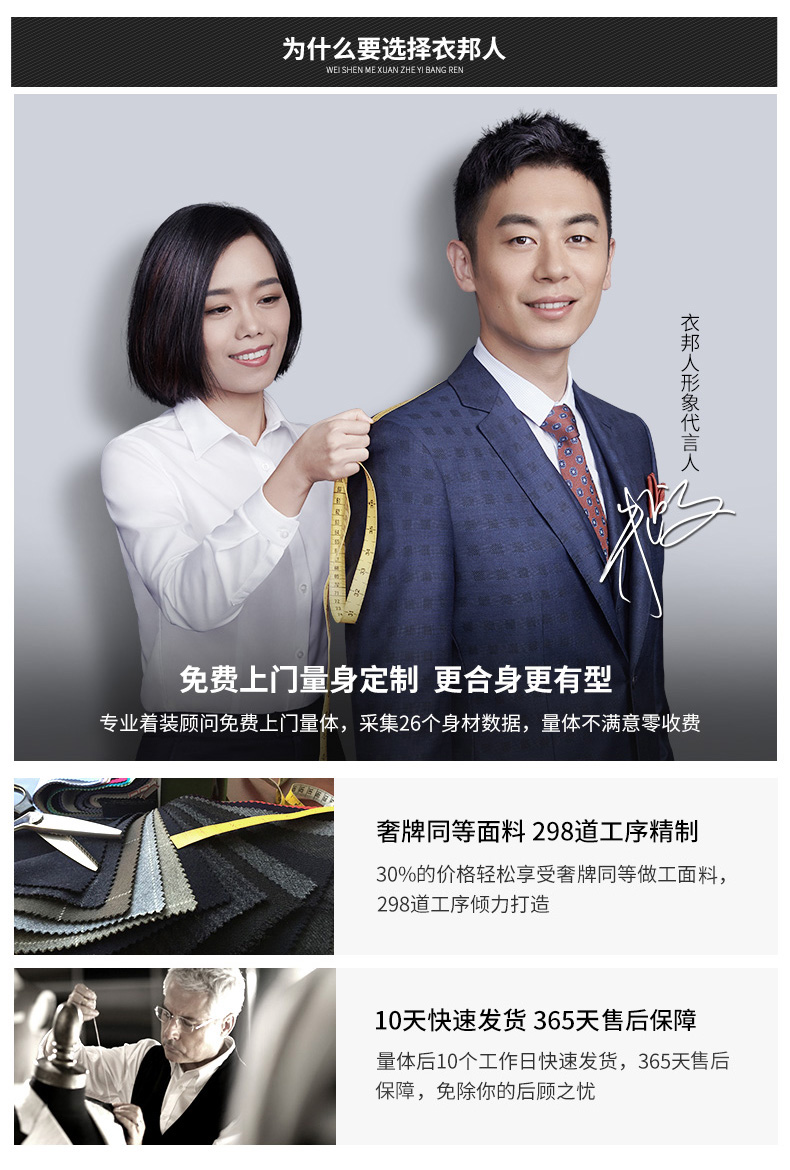 为什么要选择衣邦人
WEI SHEN ME XUAN ZHE YI BANG REN
衣邦人形象代言人
免费上门量身定制 更合身更有型
专业着装顾问免费上门量体，采集26个身材数据，量体不满意零收费
奢牌同等面料 298道工序精制
30%的价格轻松享受奢牌同等做工面料，
298道工序倾力打造
10天快速发货 365天售后保障
量体后10个工作日快速发货，365天售后
保障，免除你的后顾之忧